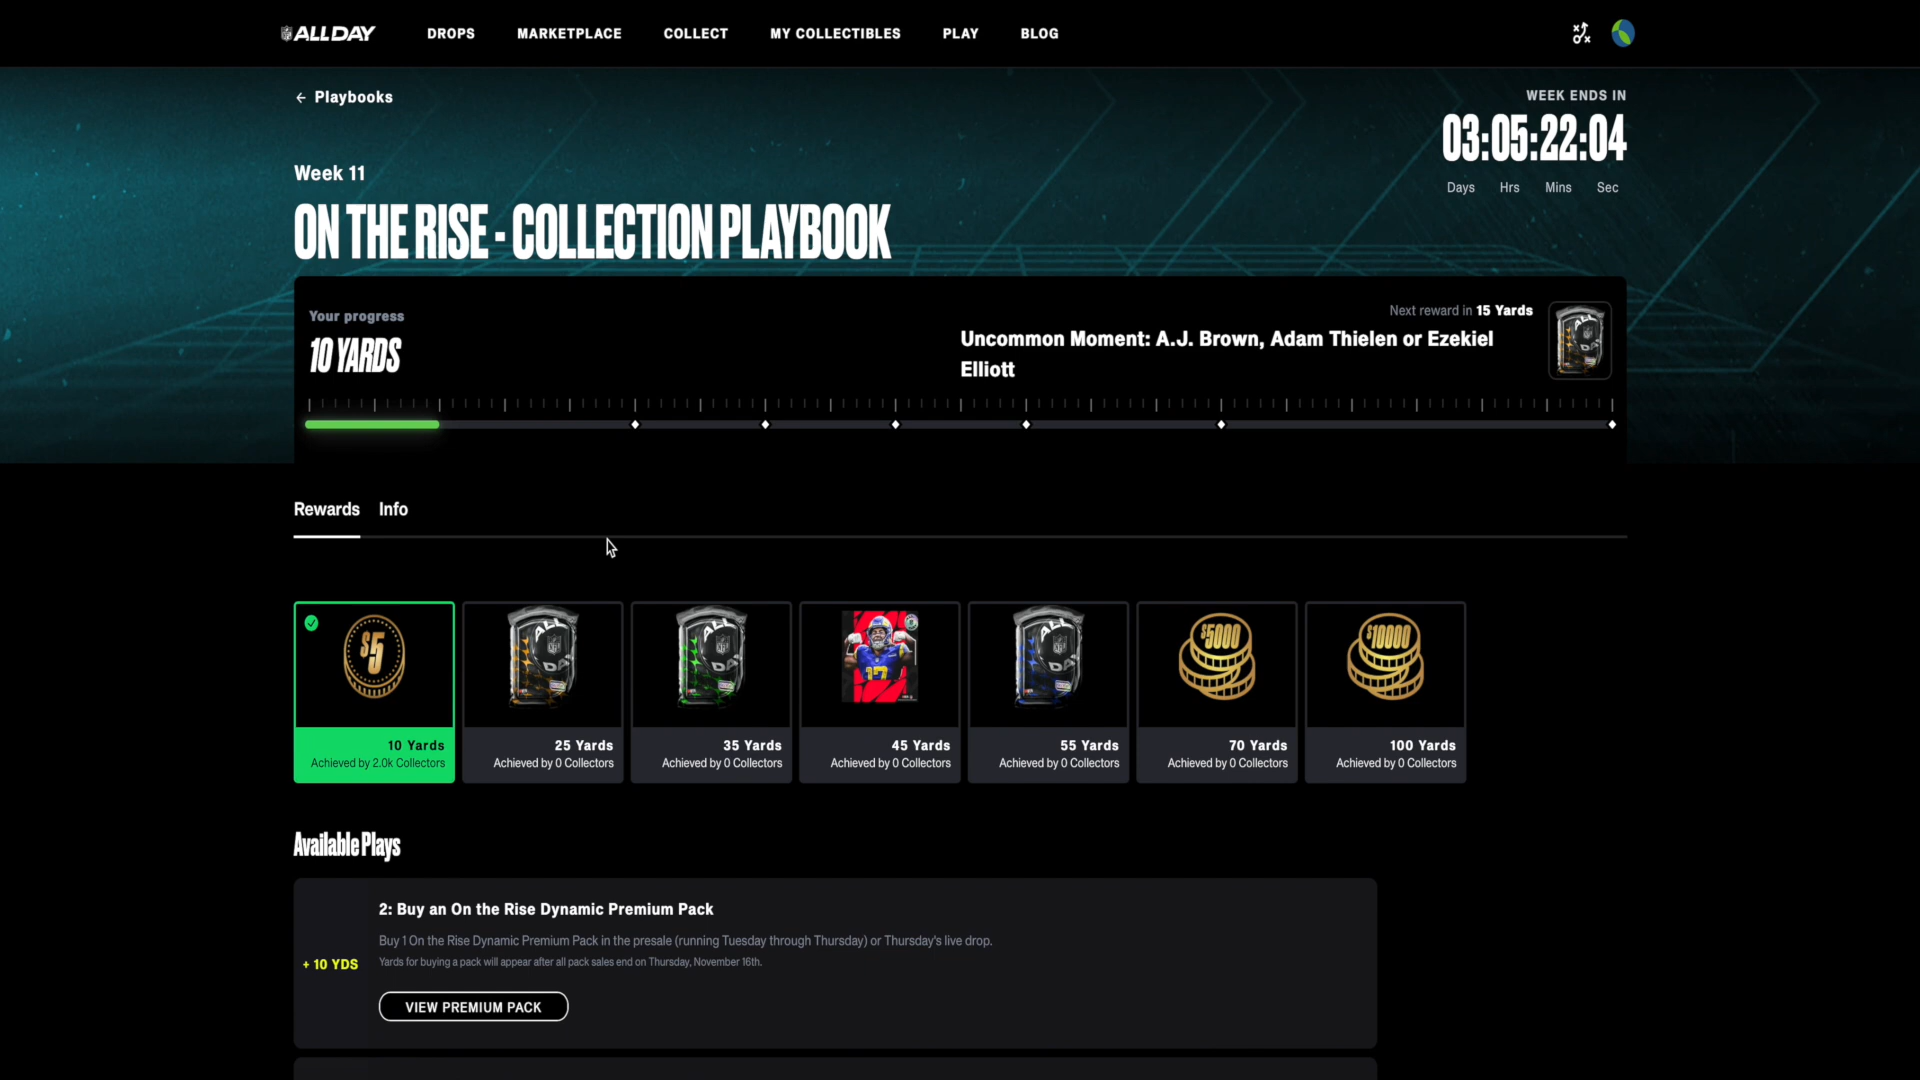 ALL DAY
DROPS
MARKETPLACE
COLLECT
MY COLLECTIBLES
PLAY
BLOG
← Playbooks
WEEK ENDS IN
03:05:22:04
Days Hrs Mins Sec
Week 11
ON THE RISE - COLLECTION PLAYBOOK
Your progress
10 YARDS
Next reward in 15 Yards
Uncommon Moment: A.J. Brown, Adam Thielen or Ezekiel
Elliott
Rewards
Info
$5
10 Yards
Achieved by 2.0k Collectors
25 Yards
Achieved by 0 Collectors
35 Yards
Achieved by 0 Collectors
45 Yards
Achieved by 0 Collectors
55 Yards
Achieved by 0 Collectors
$5000
70 Yards
Achieved by 0 Collectors
$10000
100 Yards
Achieved by 0 Collectors
Available Plays
+ 10 YDS
2: Buy an On the Rise Dynamic Premium Pack
Buy 1 On the Rise Dynamic Premium Pack in the presale (running Tuesday through Thursday) or Thursday's live drop.
Yards for buying a pack will appear after all pack sales end on Thursday, November 16th.
VIEW PREMIUM PACK